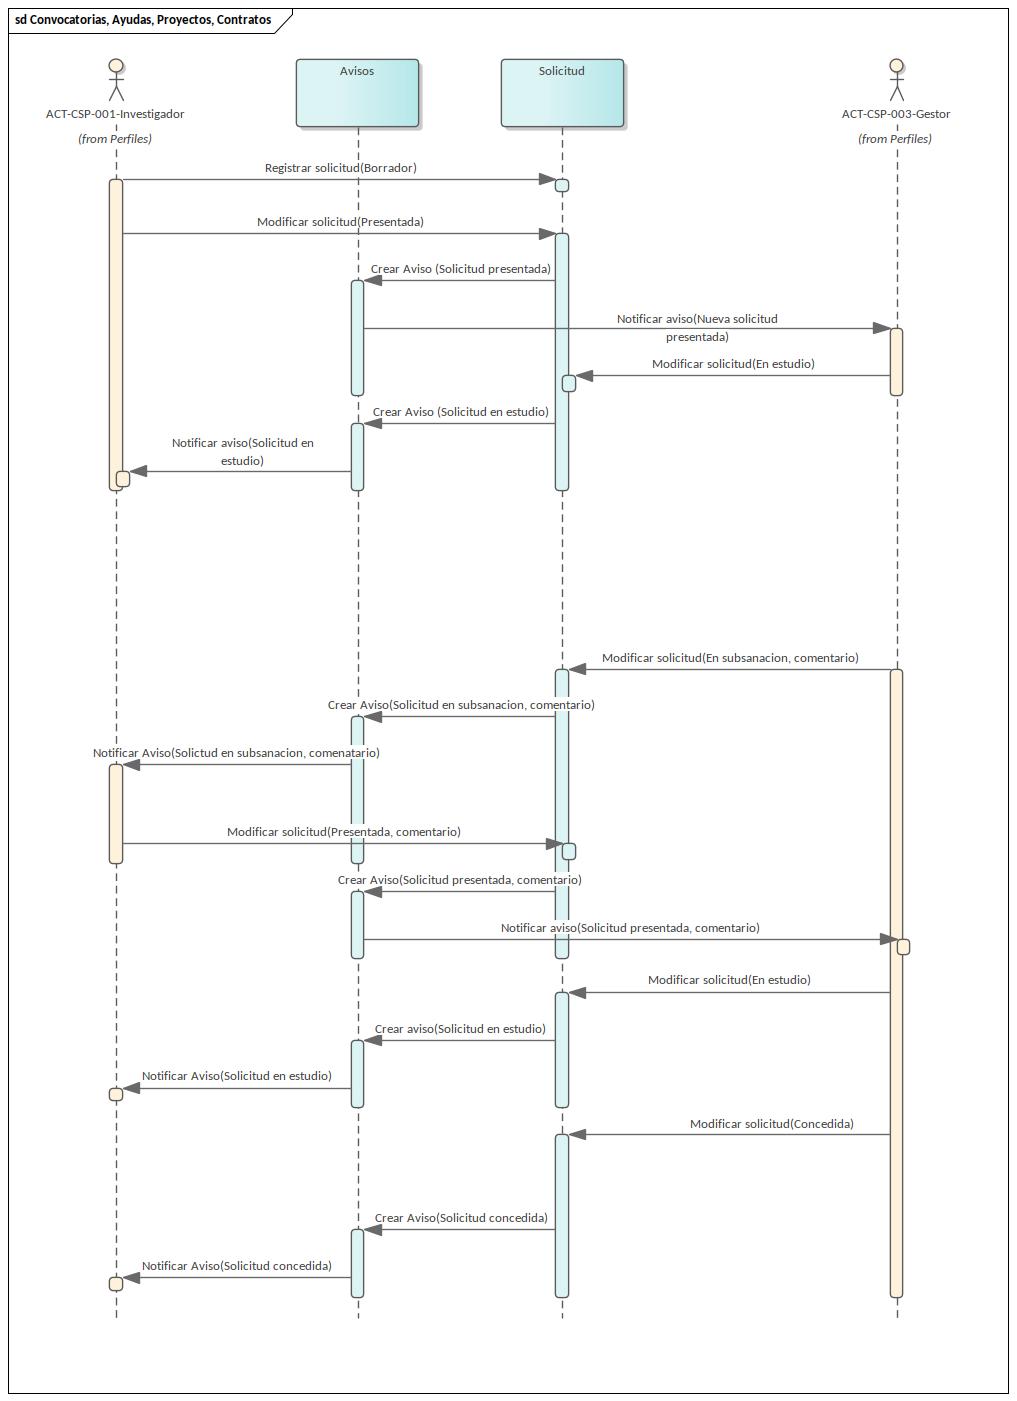 sd Convocatorias, Ayudas, Proyectos, Contratos
Avisos
Solicitud
ACT-CSP-001-Investigador
ACT-CSP-003-Gestor
(from Perfiles)
(from Perfiles)
Registrar solicitud(Borrador)
Modificar solicitud(Presentada)
Crear Aviso (Solicitud presentada)
Notificar aviso(Nueva solicitud
presentada)
Modificar solicitud(En estudio)
Crear Aviso (Solicitud en estudio)
Notificar aviso(Solicitud en
estudio)
Modificar solicitud(En subsanacion, comentario)
Crear Aviso(Solicitud en subsanacion, comentario)
Notificar Aviso(Solictud en subsanacion, comenatario)
Modificar solicitud(Presentada, comentario)
Crear Aviso(Solicitud presentada, comentario)
Notificar aviso(Solicitud presentada, comentario)
Modificar solicitud(En estudio)
Crear aviso(Solicitud en estudio)
Notificar Aviso(Solicitud en estudio)
Modificar solicitud(Concedida)
Crear Aviso(Solicitud concedida)
Notificar Aviso(Solicitud concedida)